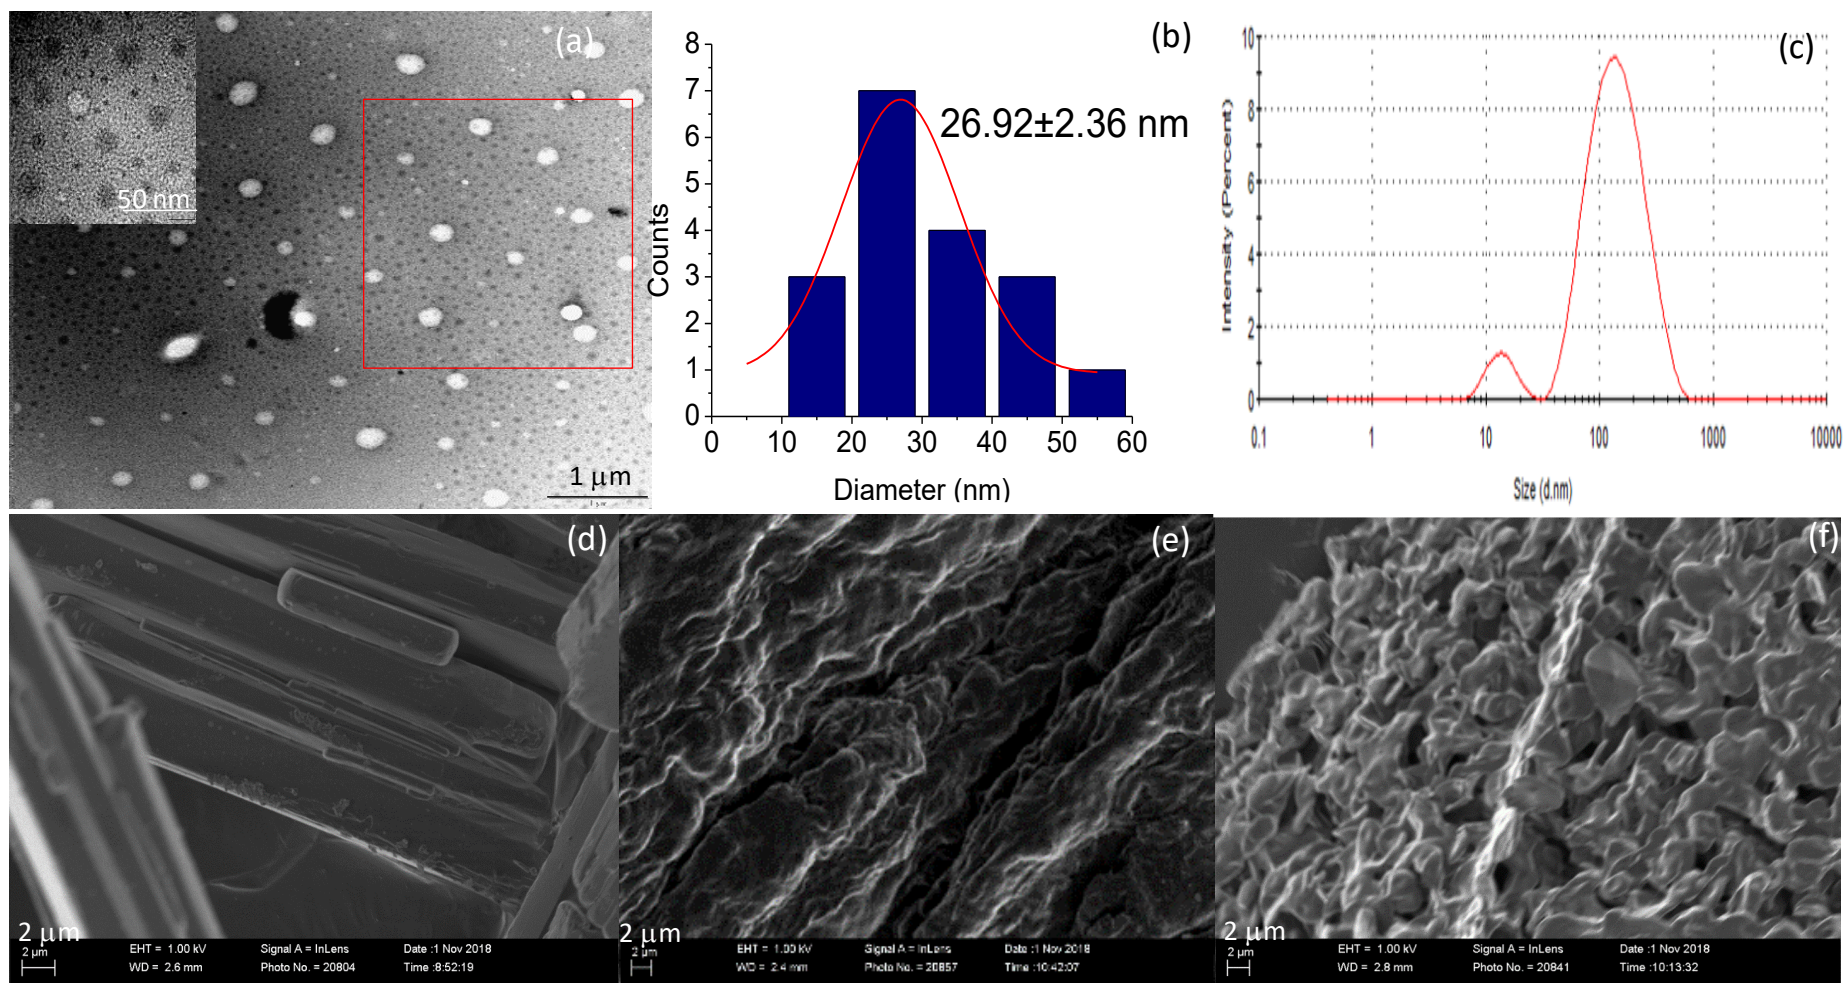 (a)
50 nm
1 μm
(b)
8
7
6
5
4
3
2
1
0
Counts
26.92±2.36 nm
0 10 20 30 40 50 60
Diameter (nm)
(c)
10
8
6
4
2
0
Intensity (Percent)
0.1 1 10 100 1000 10000
Size (d.nm)
(d)
2 μm
2 μm
EHT = 1.00 kV Signal A = InLens Date :1 Nov 2018
WD = 2.6 mm Photo No. = 20804 Time :8:52:19
(e)
2 μm
2 μm
EHT = 1.00 kV Signal A = InLens Date :1 Nov 2018
WD = 2.4 mm Photo No. = 20857 Time :10:42:07
(f)
2 μm
2 μm
EHT = 1.00 kV Signal A = InLens Date :1 Nov 2018
WD = 2.8 mm Photo No. = 20841 Time :10:13:32